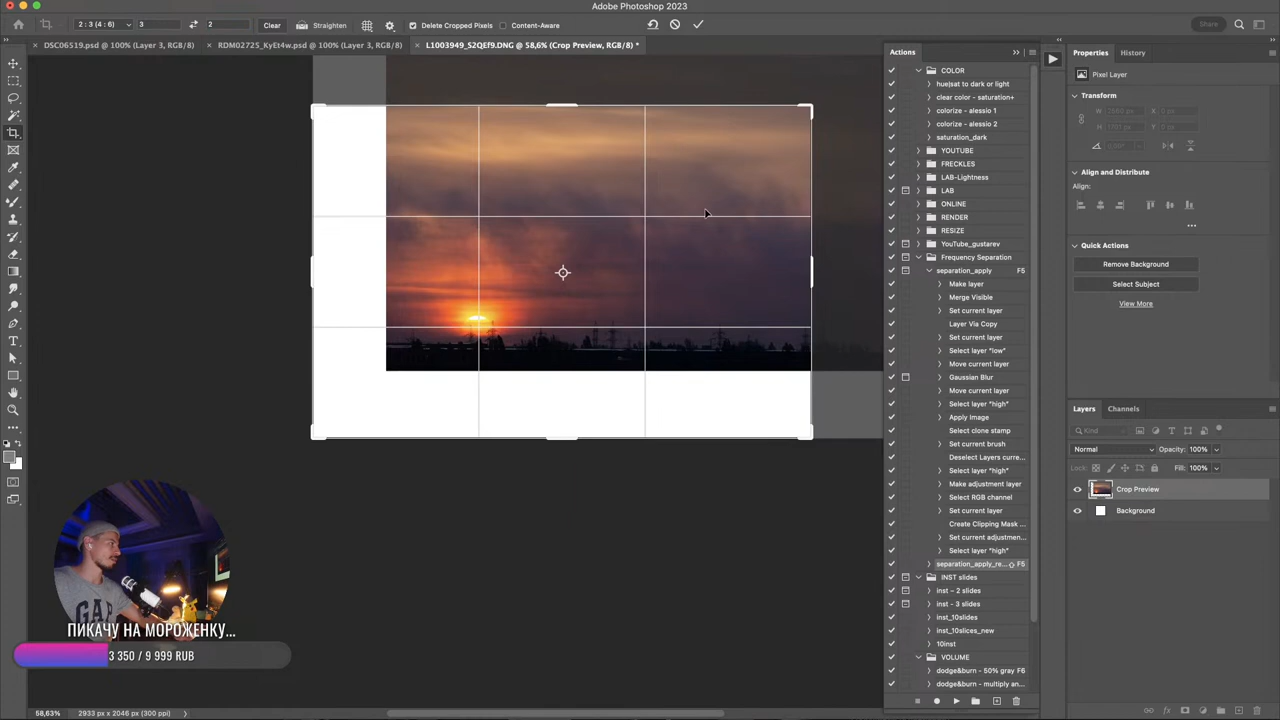 Adobe Photoshop 2023
2 : 3 (4 : 6)
3
2
Clear
Straighten
Delete Cropped Pixels
Content-Aware
Share
DSC06519.psd @ 100% (Layer 3, RGB/8)
RDM02725_KyEt4w.psd @ 100% (Layer 3, RGB/8)
L1003949_S2QEf9.DNG @ 58,6% (Crop Preview, RGB/8) *
Actions
COLOR
hue|sat to dark or light
clear color - saturation+
colorize - alessio 1
colorize - alessio 2
saturation_dark
YOUTUBE
FRECKLES
LAB-Lightness
LAB
ONLINE
RENDER
RESIZE
YouTube_gustarev
Frequency Separation
separation_apply F5
Make layer
Merge Visible
Set current layer
Layer Via Copy
Set current layer
Select layer "low"
Move current layer
Gaussian Blur
Move current layer
Select layer "high"
Apply Image
Select clone stamp
Set current brush
Deselect Layers curre...
Select layer "high"
Make adjustment layer
Select RGB channel
Set current layer
Create Clipping Mask ...
Set current adjustmen...
Select layer "high"
separation_apply_re... F5
INST slides
inst – 2 slides
inst - 3 slides
inst_10slides
inst_10slices_new
10inst
VOLUME
dodge&burn - 50% gray F6
dodge&burn - multiply an...
Properties
History
Pixel Layer
Transform
W
X 0 px
H
Y 0 px
Align and Distribute
Align:
Quick Actions
Remove Background
Select Subject
View More
Layers
Channels
Kind
Normal
Opacity: 100%
Lock:
Fill: 100%
Crop Preview
Background
ПИКАЧУ НА МОРОЖЕНКУ...
3 350 / 9 999 RUB
58,63%
2933 px x 2046 px (300 ppi)